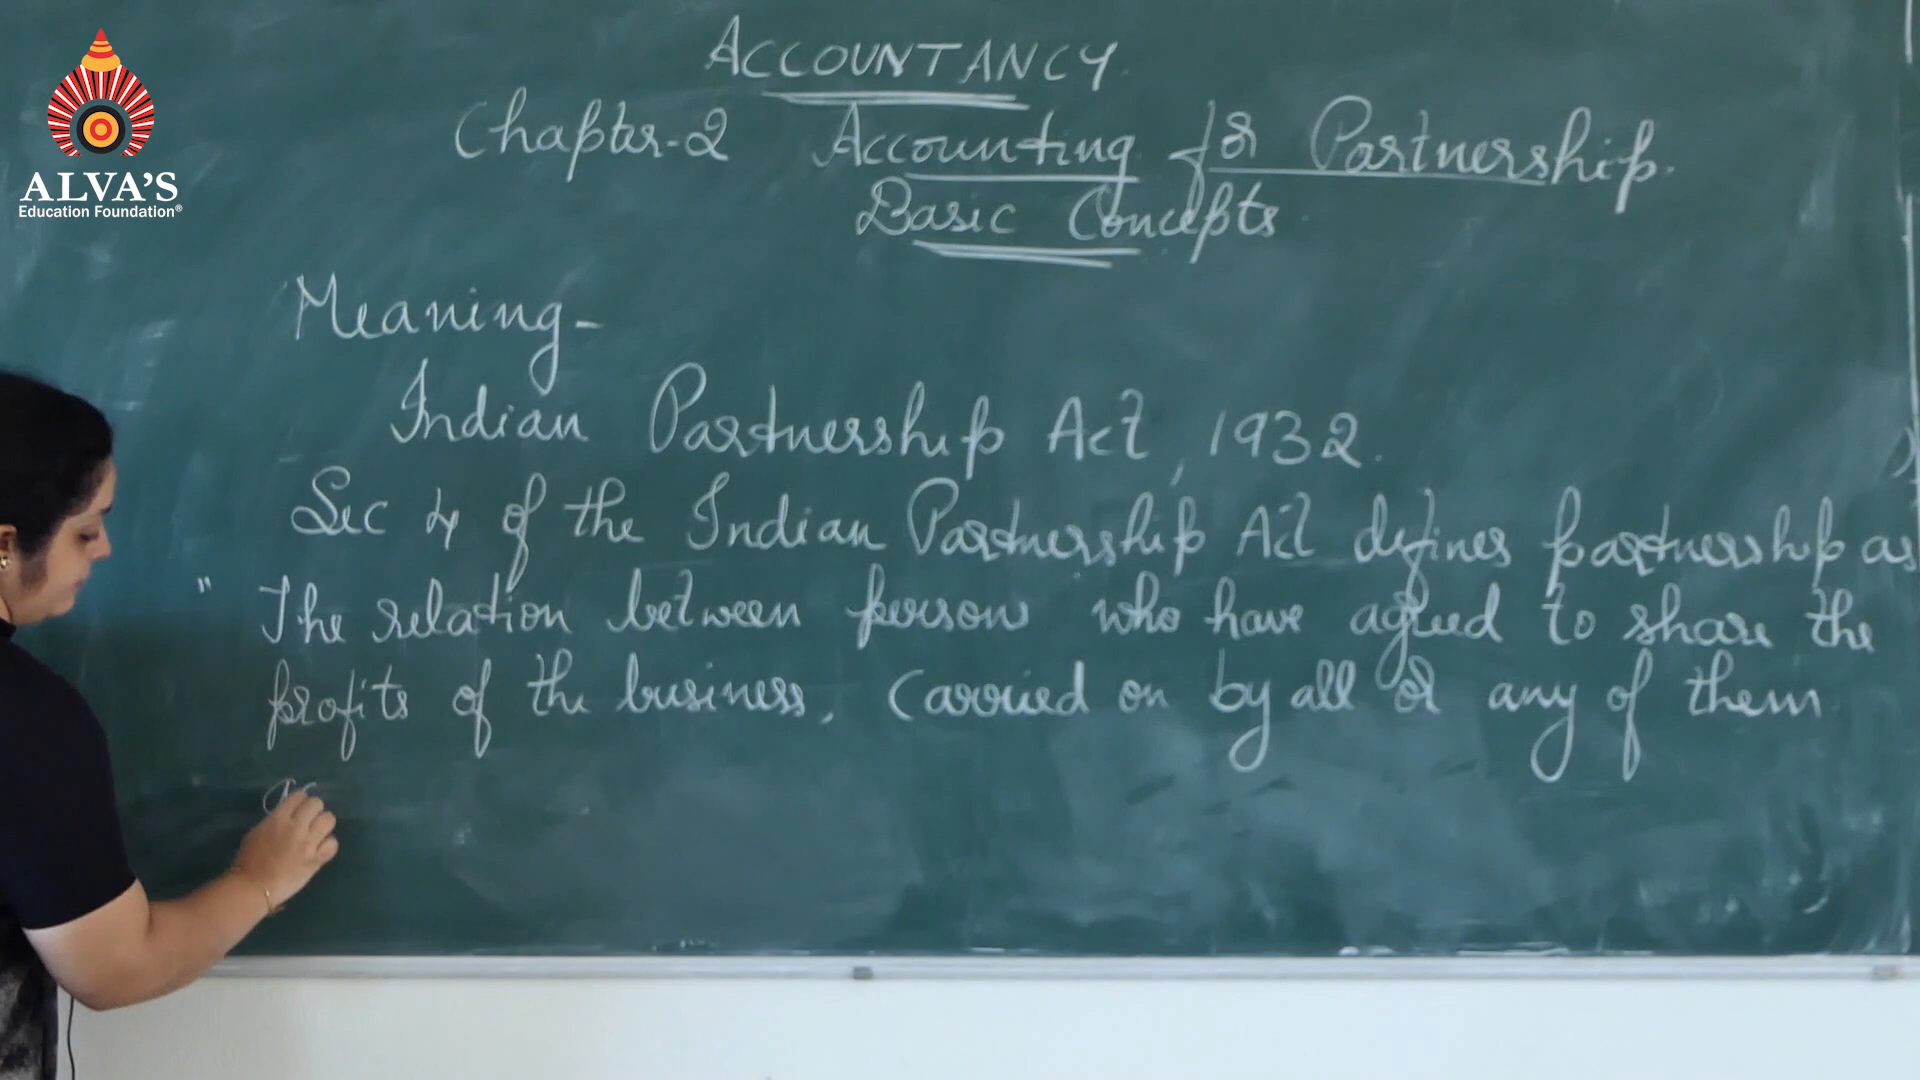 ALVA'S
Education Foundation®
ACCOUNTANCY
Chapter-2 Accounting for Partnership.
Basic Concepts
Meaning-
Indian Partnership Act, 1932.
Sec 4 of the Indian Partnership Act defines partnership as
" The relation between person who have agreed to share the
profits of the business, carried on by all or any of them